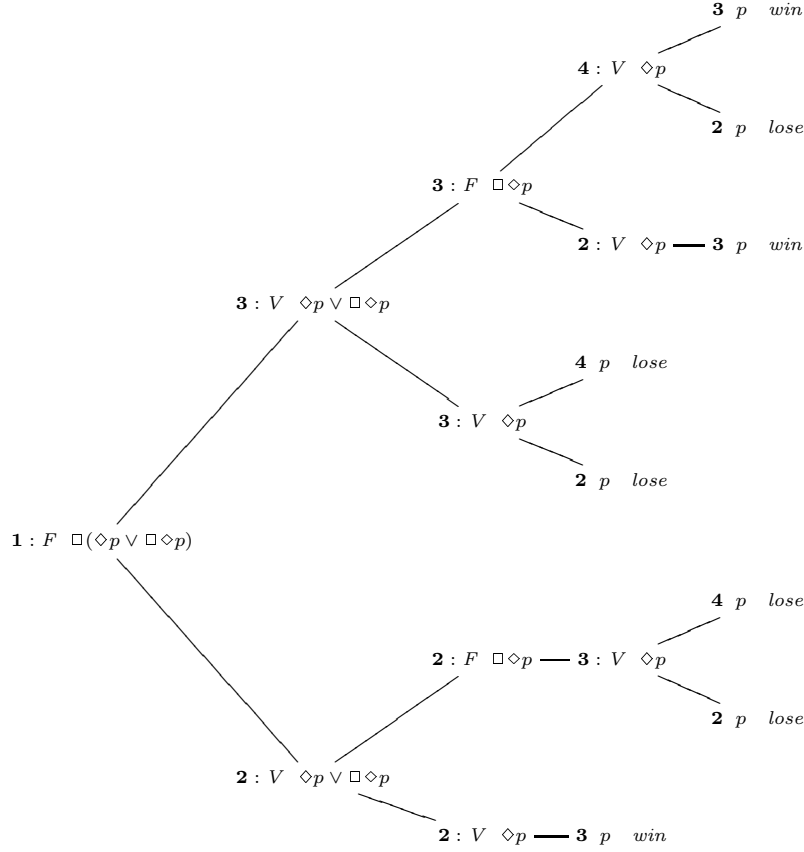 3 p win
4 : V ◇p
2 p lose
3 : F □◇p
2 : V ◇p 3 p win
3 : V ◇p ∨ □◇p
4 p lose
3 : V ◇p
2 p lose
1 : F □(◇p ∨ □◇p)
4 p lose
2 : F □◇p 3 : V ◇p
2 p lose
2 : V ◇p ∨ □◇p
2 : V ◇p 3 p win